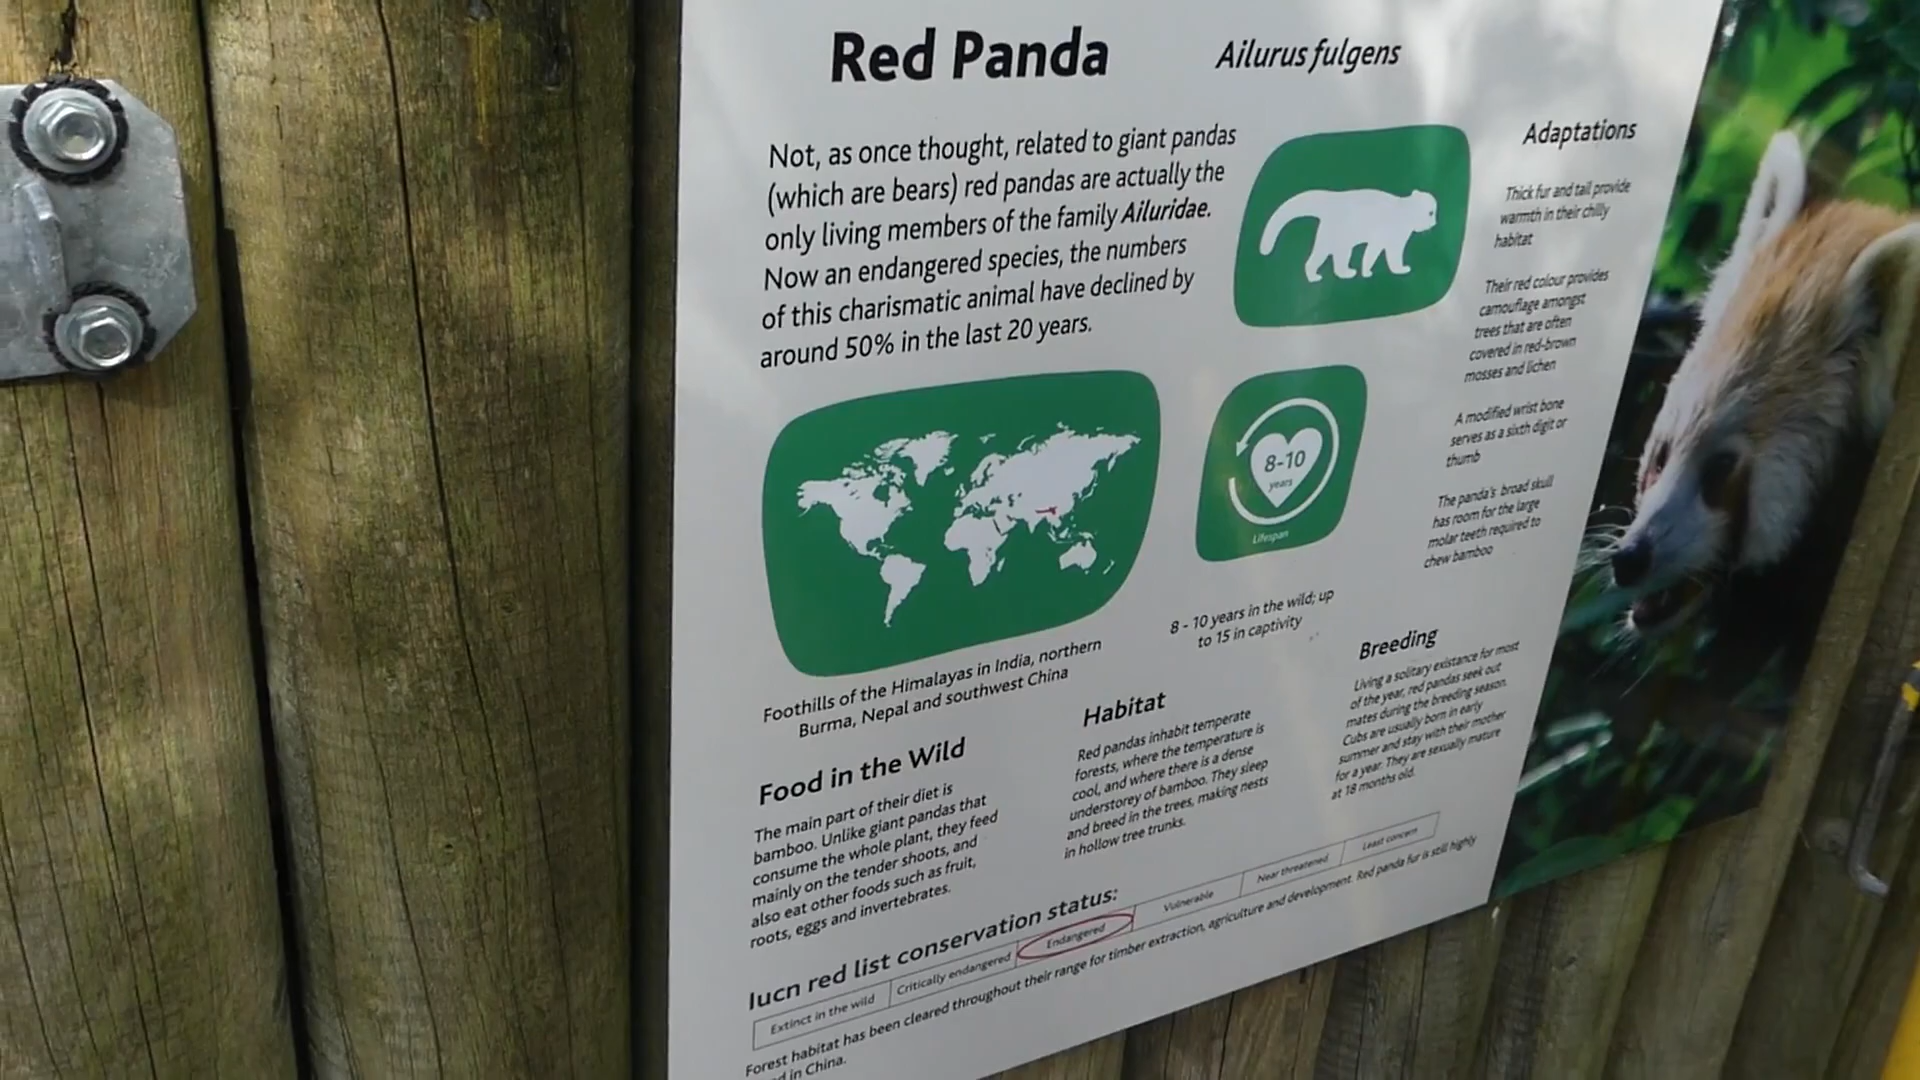 Red Panda
Ailurus fulgens
Not, as once thought, related to giant pandas
(which are bears) red pandas are actually the
only living members of the family Ailuridae.
Now an endangered species, the numbers
of this charismatic animal have declined by
around 50% in the last 20 years.
Adaptations
Thick fur and tail provide
warmth in their chilly
habitat
Their red colour provides
camouflage amongst
trees that are often
covered in red-brown
mosses and lichen
A modified wrist bone
serves as a sixth digit or
thumb
The panda's broad skull
has room for the large
molar teeth required to
chew bamboo
8-10
years
Lifespan
8 - 10 years in the wild; up
to 15 in captivity
Foothills of the Himalayas in India, northern
Burma, Nepal and southwest China
Food in the Wild
The main part of their diet is
bamboo. Unlike giant pandas that
consume the whole plant, they feed
mainly on the tender shoots, and
also eat other foods such as fruit,
roots, eggs and invertebrates.
Habitat
Red pandas inhabit temperate
forests, where the temperature is
cool, and where there is a dense
understorey of bamboo. They sleep
and breed in the trees, making nests
in hollow tree trunks.
Breeding
Living a solitary existance for most
of the year, red pandas seek out
mates during the breeding season.
Cubs are usually born in early
summer and stay with their mother
for a year. They are sexually mature
at 18 months old.
Iucn red list conservation status:
Extinct in the wild
Critically endangered
Endangered
Vulnerable
Near threatened
Least concern
Forest habitat has been cleared throughout their range for timber extraction, agriculture and development. Red panda fur is still highly
in China.